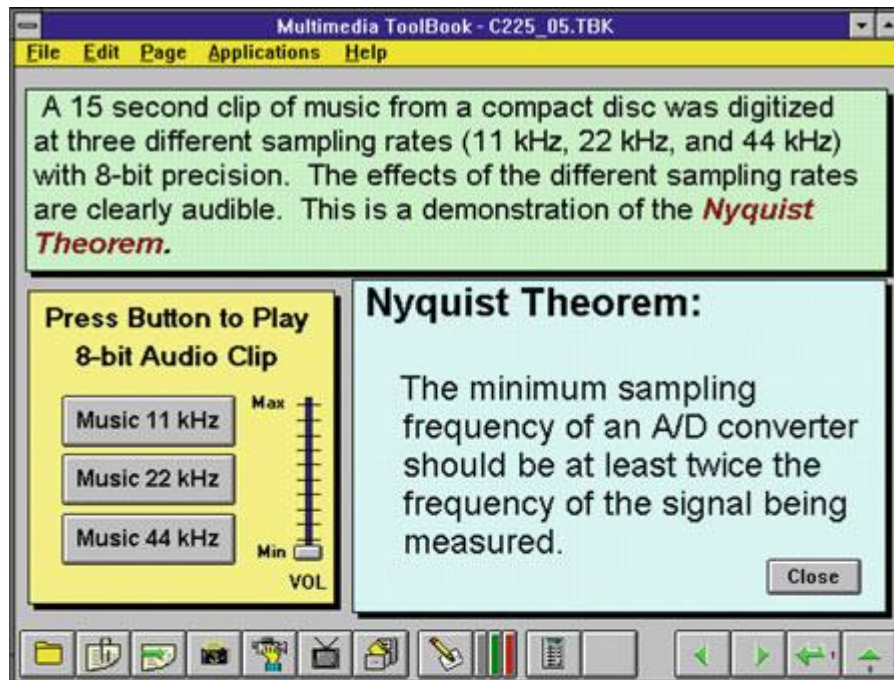 Multimedia ToolBook - C225_05.TBK
File Edit Page Applications Help
A 15 second clip of music from a compact disc was digitized
at three different sampling rates (11 kHz, 22 kHz, and 44 kHz)
with 8-bit precision. The effects of the different sampling rates
are clearly audible. This is a demonstration of the Nyquist
Theorem.
Press Button to Play
8-bit Audio Clip
Music 11 kHz
Music 22 kHz
Music 44 kHz
Max
Min
VOL
Nyquist Theorem:
The minimum sampling
frequency of an A/D converter
should be at least twice the
frequency of the signal being
measured.
Close